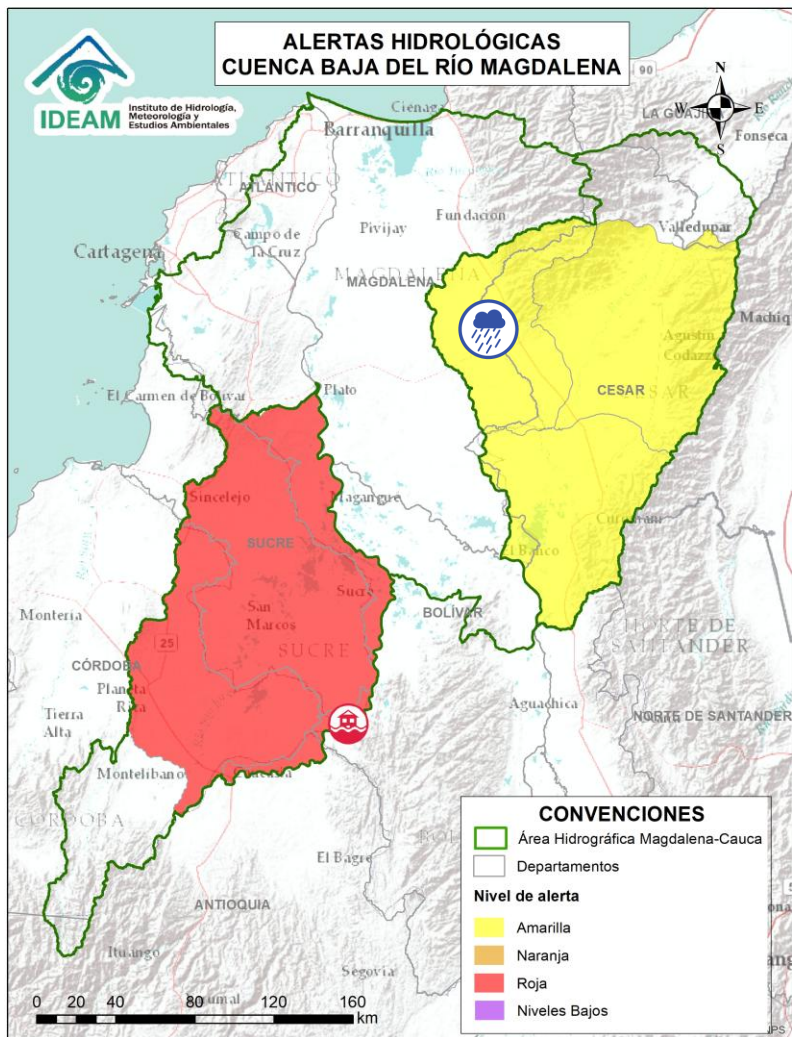 ALERTAS HIDROLÓGICAS
CUENCA BAJA DEL RÍO MAGDALENA
IDEAM
Instituto de Hidrología,
Meteorología y
Estudios Ambientales
N
W
E
S
90
Ciénaga
LA GUAJIRA
Fonseca
Barranquilla
ATLÁNTICO
Fundación
Pivijay
Valledupar
Campo de
la Cruz
Cartagena
MAGDALENA
MAGDALENA
Agustín
Codazzi
CESAR
El Carmen de Bolívar
Plato
Sincelejo
Magangue
SUCRE
El Banco
Sucre
BOLÍVAR
San
Marcos
Montería
SUCRE
NORTE DE
SANTANDER
25
CÓRDOBA
Planeta
Rica
Aguachica
Tierra
Alta
NORTE DE SANTANDER
Montelibano
CÓRDOBA
El Bagre
ANTIOQUIA
Ituango
Segovia
0 20 40 80 120 160
km
CONVENCIONES
Área Hidrográfica Magdalena-Cauca
Departamentos
Nivel de alerta
Amarilla
Naranja
Roja
Niveles Bajos